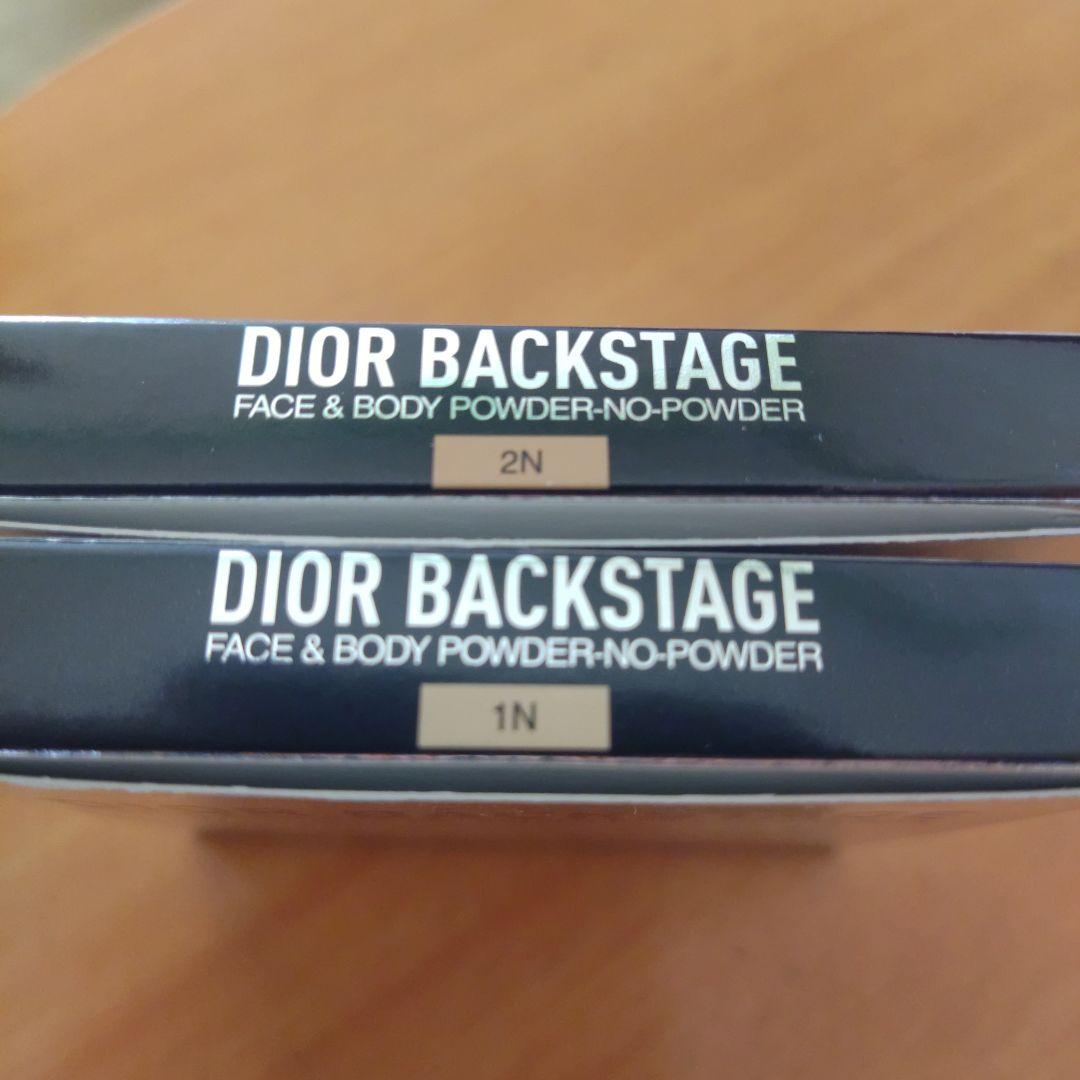 DIOR BACKSTAGE
FACE & BODY POWDER-NO-POWDER
2N
DIOR BACKSTAGE
FACE & BODY POWDER-NO-POWDER
1N